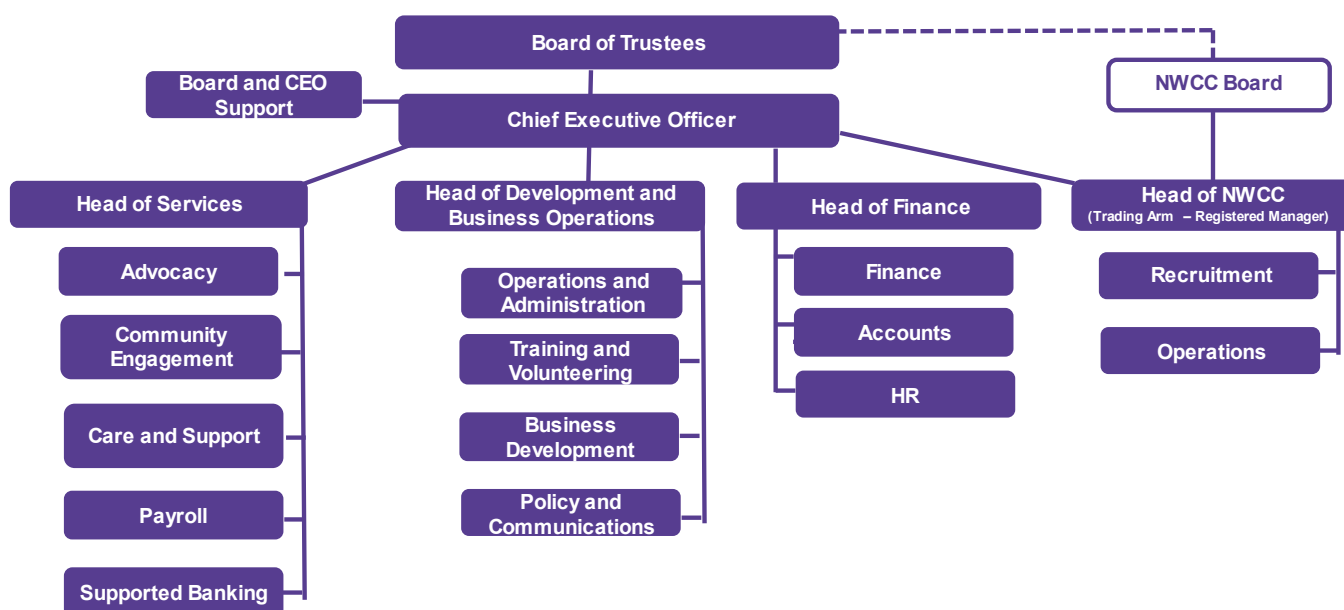 Board of Trustees
Board and CEO
Support
NWCC Board
Chief Executive Officer
Head of Services
Head of Development and
Business Operations
Head of Finance
Head of NWCC
(Trading Arm – Registered Manager)
Advocacy
Community
Engagement
Care and Support
Payroll
Supported Banking
Operations and
Administration
Training and
Volunteering
Business
Development
Policy and
Communications
Finance
Accounts
HR
Recruitment
Operations